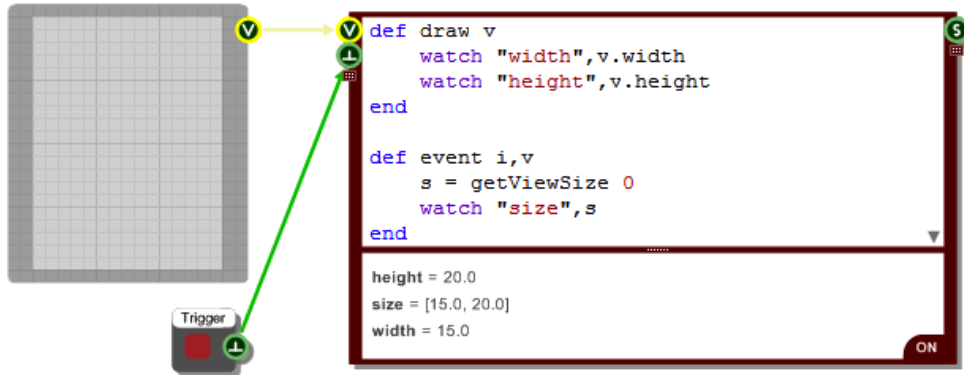 V
V
def draw v
watch "width",v.width
watch "height",v.height
end
def event i,v
s = getViewSize 0
watch "size",s
end
S
height = 20.0
size = [15.0, 20.0]
width = 15.0
ON
Trigger